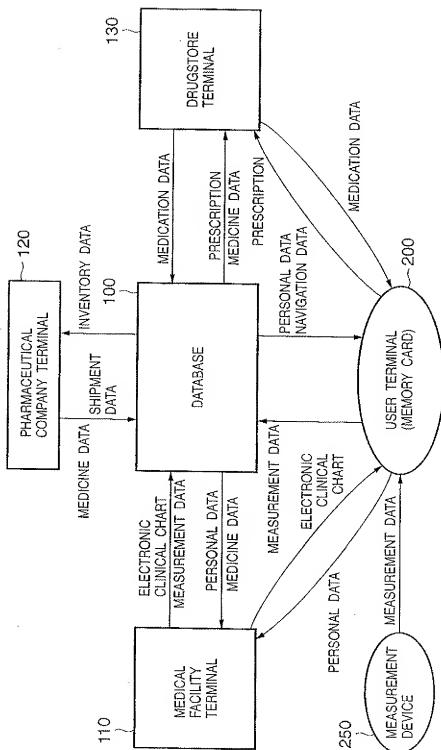 120
PHARMACEUTICAL
COMPANY TERMINAL
MEDICINE DATA
SHIPMENT
DATA
INVENTORY DATA
110
MEDICAL
FACILITY
TERMINAL
ELECTRONIC
CLINICAL CHART
MEASUREMENT DATA
PERSONAL DATA
MEDICINE DATA
100
DATABASE
MEDICATION DATA
PRESCRIPTION
MEDICINE DATA
130
DRUGSTORE
TERMINAL
PRESCRIPTION
MEDICATION DATA
PERSONAL DATA
NAVIGATION DATA
MEASUREMENT DATA
ELECTRONIC
CLINICAL CHART
PERSONAL DATA
200
USER TERMINAL
(MEMORY CARD)
MEASUREMENT DATA
250
MEASUREMENT
DEVICE